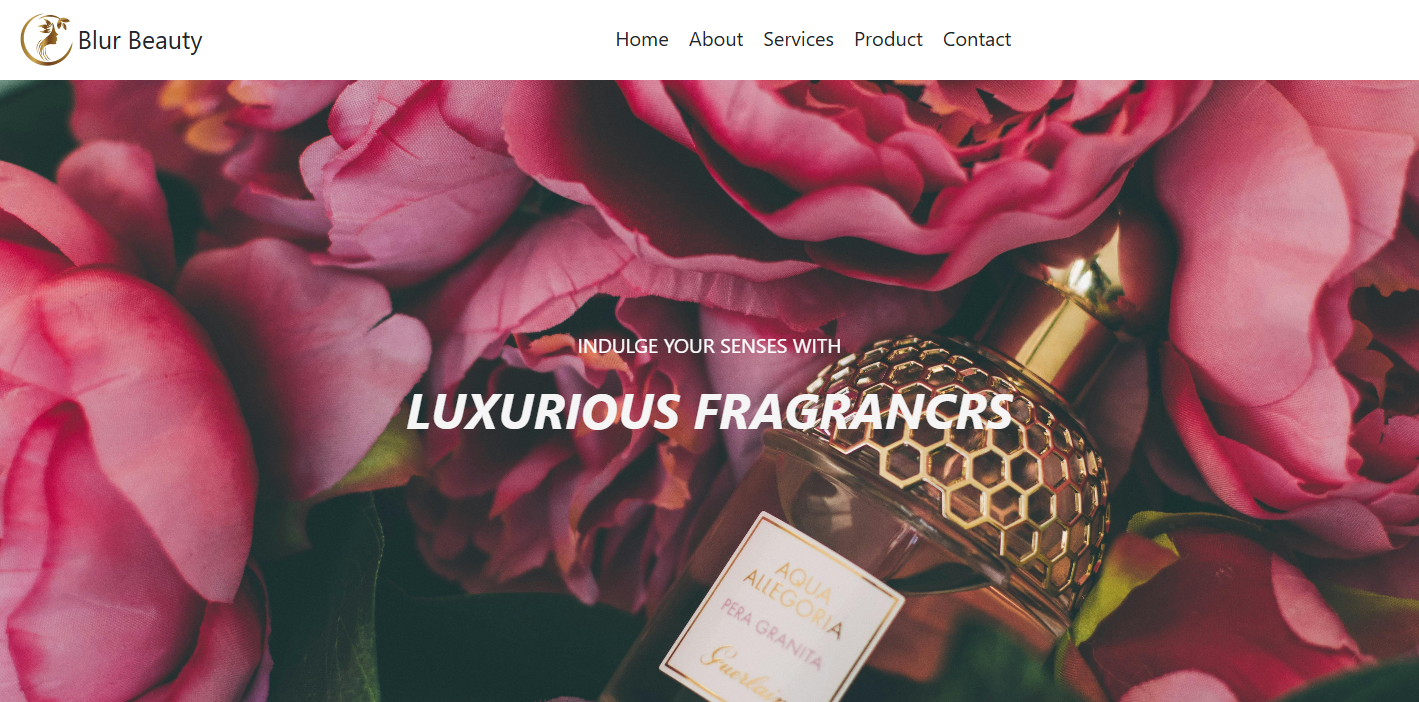 Blur Beauty
Home About Services Product Contact
INDULGE YOUR SENSES WITH
LUXURIOUS FRAGRANCRS
AQUA
ALLEGORIA
PERA GRANITA
Guerlain